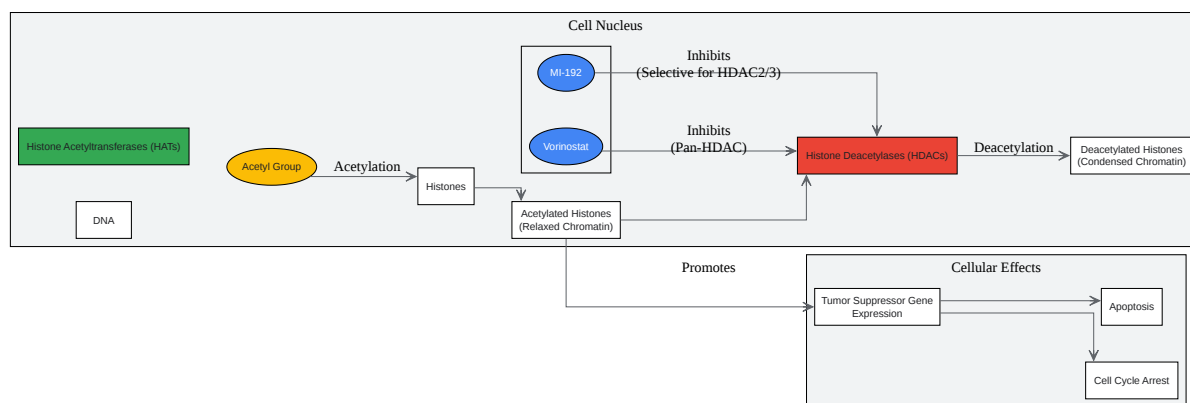 Cell Nucleus
MI-192
Inhibits
(Selective for HDAC2/3)
Histone Acetyltransferases (HATs)
Acetyl Group
Acetylation
Histones
Vorinostat
Inhibits
(Pan-HDAC)
Histone Deacetylases (HDACs)
Deacetylation
Deacetylated Histones
(Condensed Chromatin)
DNA
Acetylated Histones
(Relaxed Chromatin)
Promotes
Cellular Effects
Tumor Suppressor Gene
Expression
Apoptosis
Cell Cycle Arrest